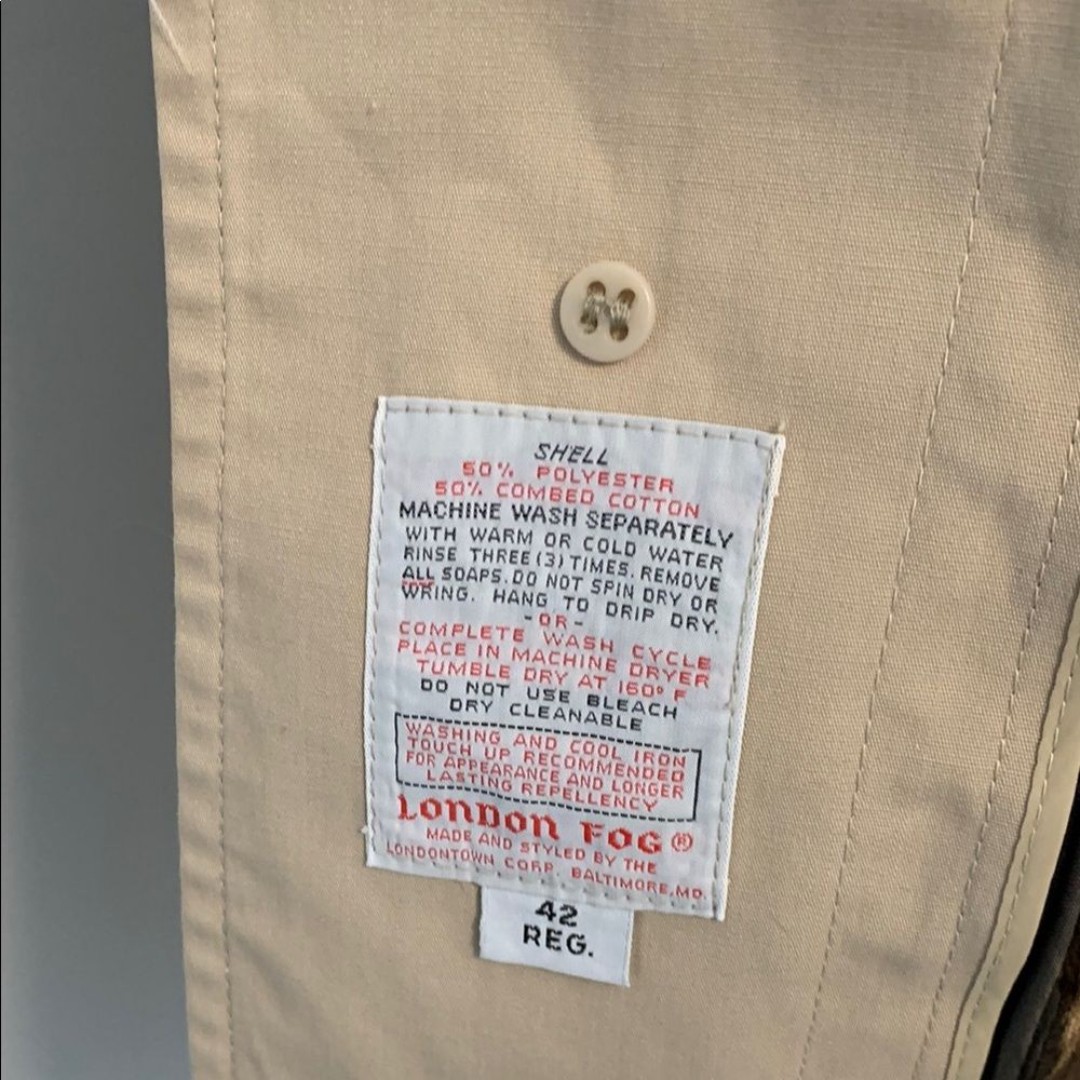 SHELL
50% POLYESTER
50% COMBED COTTON
MACHINE WASH SEPARATELY
WITH WARM OR COLD WATER
RINSE THREE (3) TIMES. REMOVE
ALL SOAPS. DO NOT SPIN DRY OR
WRING. HANG TO DRIP DRY.
-OR-
COMPLETE WASH CYCLE
PLACE IN MACHINE DRYER
TUMBLE DRY AT 160° F
DO NOT USE BLEACH
DRY CLEANABLE
WASHING AND COOL IRON
TOUCH UP RECOMMENDED
FOR APPEARANCE AND LONGER
LASTING REPELLENCY
LONDON FOG®
MADE AND STYLED BY THE
LONDONTOWN CORP. BALTIMORE, MD.
42
REG.